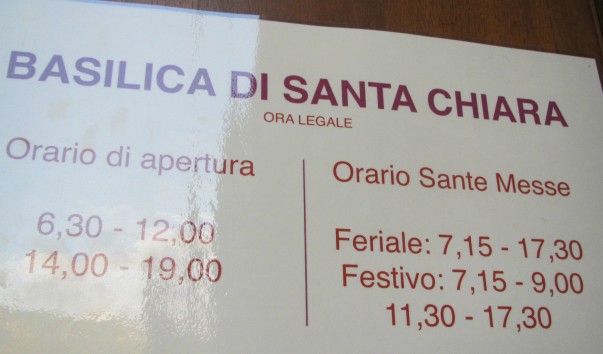 BASILICA DI SANTA CHIARA
ORA LEGALE
Orario di apertura
6,30 - 12,00
14,00 - 19,00
Orario Sante Messe
Feriale: 7,15 - 17,30
Festivo: 7,15 - 9,00
11,30 - 17,30